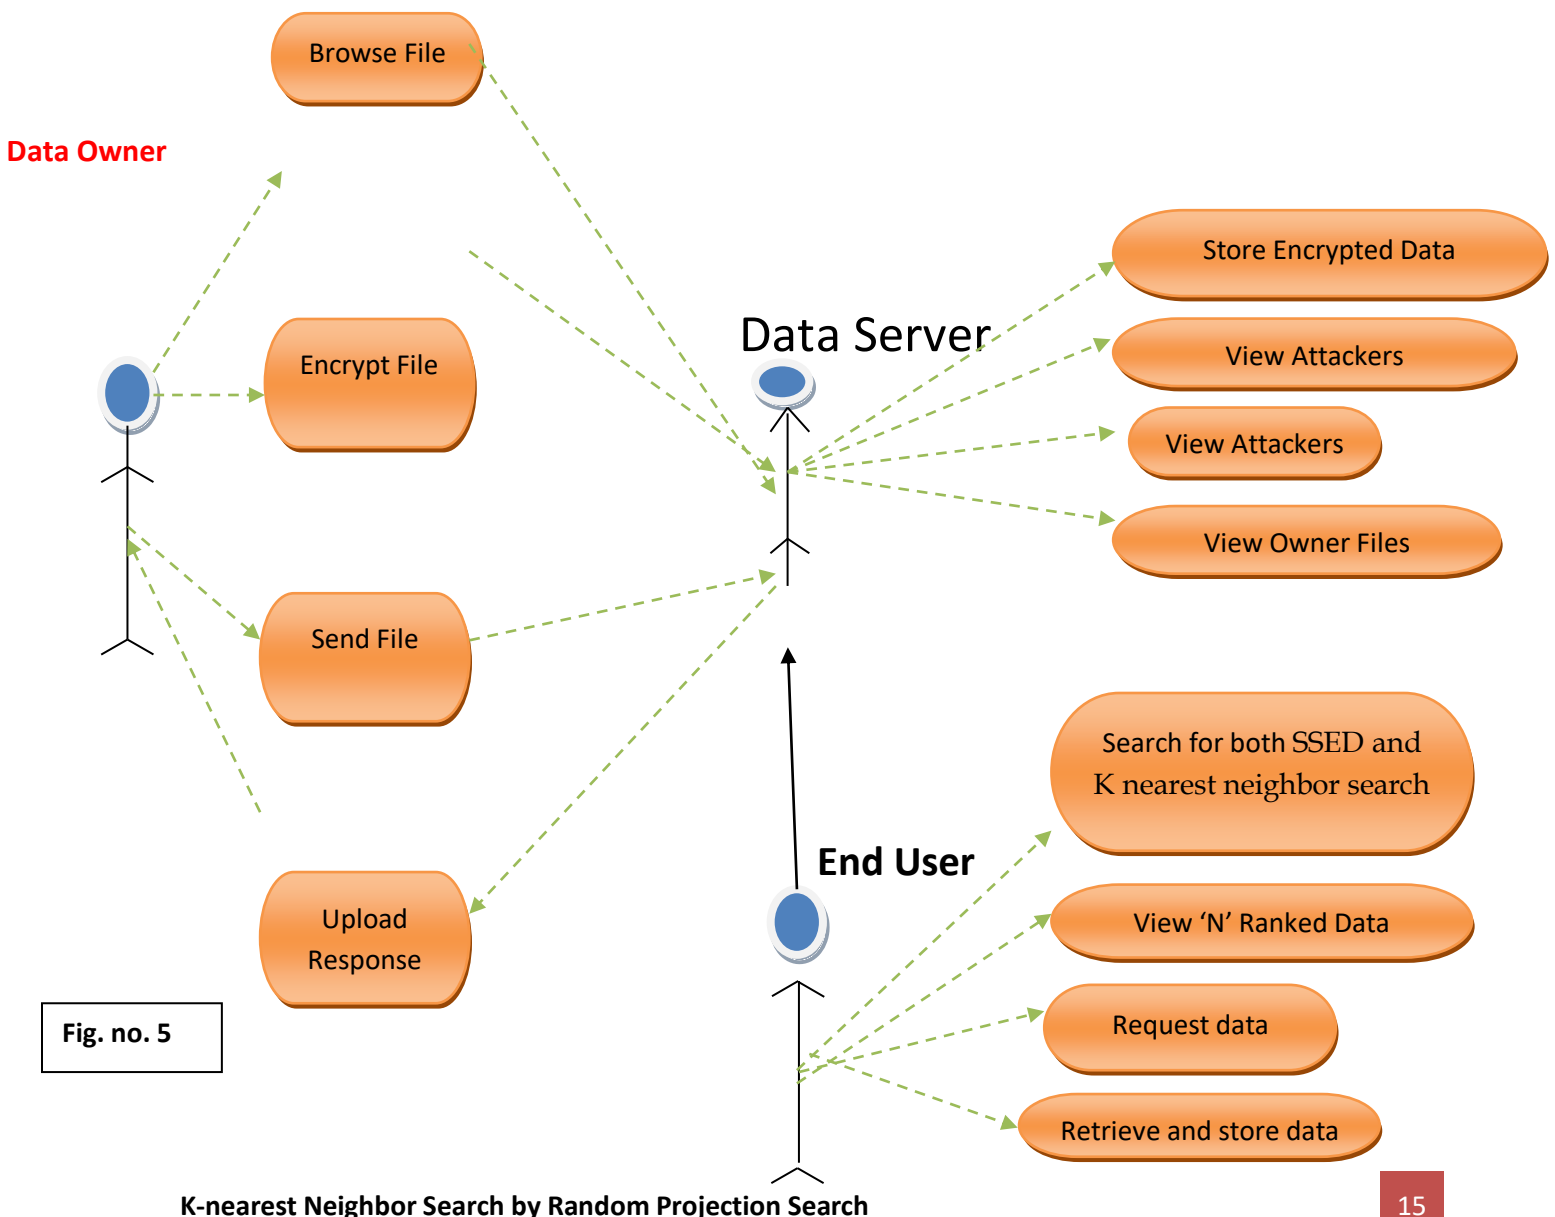 Browse File
Data Owner
Store Encrypted Data
Data Server
View Attackers
Encrypt File
View Attackers
View Owner Files
Send File
Search for both SSED and
K nearest neighbor search
End User
View ‘N’ Ranked Data
Upload
Response
Request data
Fig. no. 5
Retrieve and store data
K-nearest Neighbor Search by Random Projection Search
15